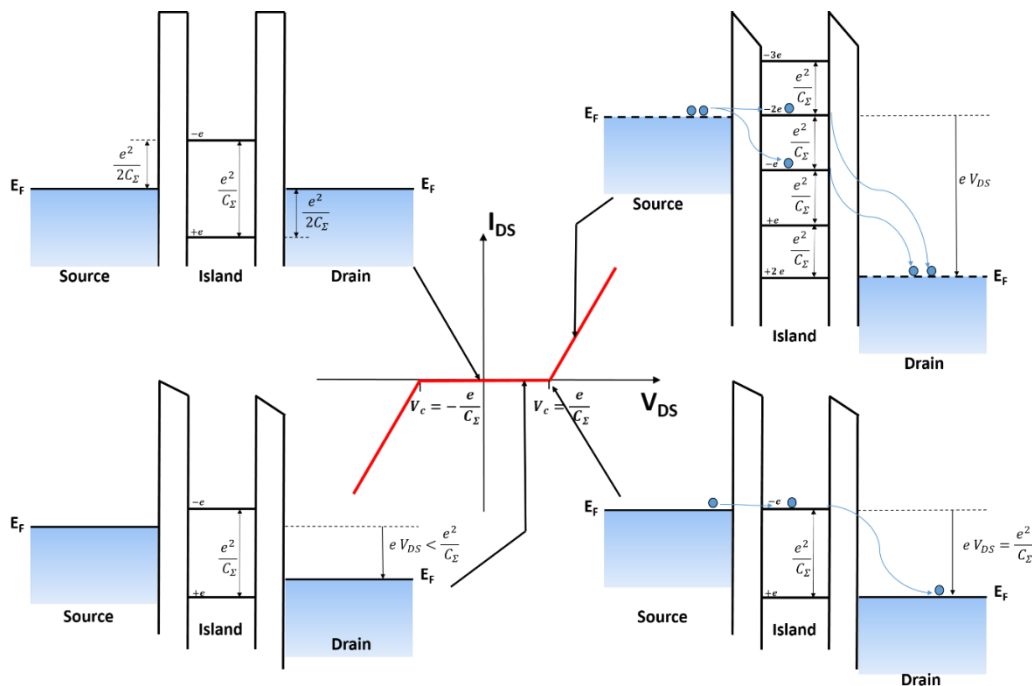 −e
e²/2C_Σ
e²/C_Σ
E_F
E_F
e²/2C_Σ
+e
Source
Island
Drain
−3e
e²/C_Σ
E_F
−2e
e²/C_Σ
−e
e V_DS
e²/C_Σ
Source
+e
e²/C_Σ
+2e
E_F
Island
Drain
I_DS
V_c = −e/C_Σ
V_c = e/C_Σ
V_DS
−e
E_F
e²/C_Σ
e V_DS < e²/C_Σ
E_F
+e
Source
Island
Drain
−e
E_F
e²/C_Σ
e V_DS = e²/C_Σ
+e
E_F
Source
Island
Drain